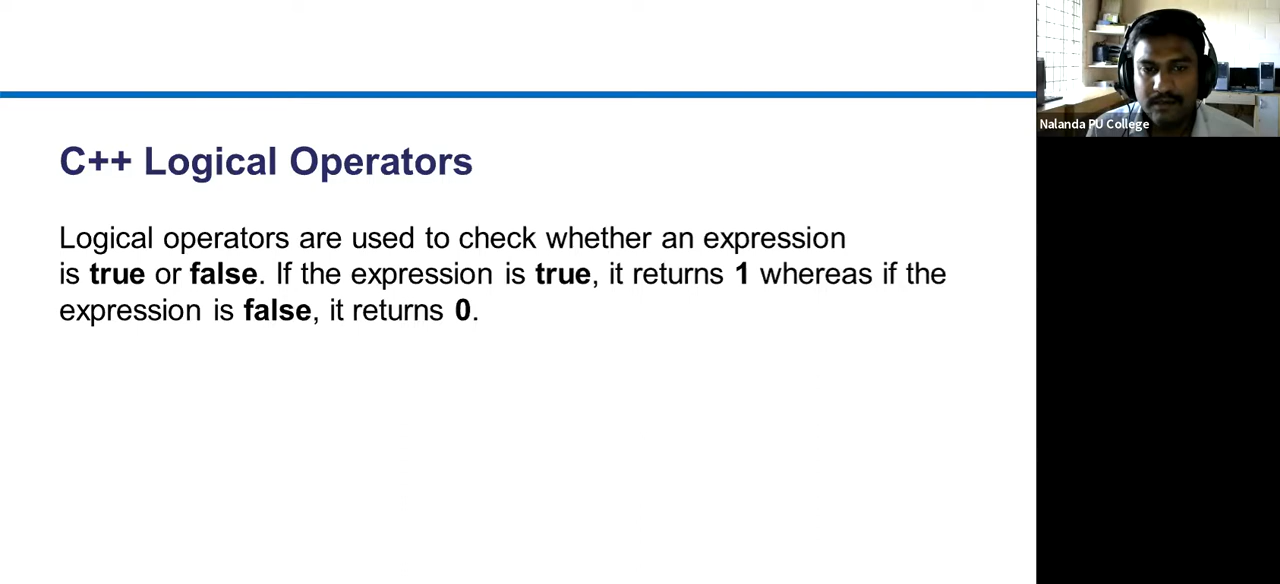 C++ Logical Operators
Logical operators are used to check whether an expression
is true or false. If the expression is true, it returns 1 whereas if the
expression is false, it returns 0.
Nalanda PU College